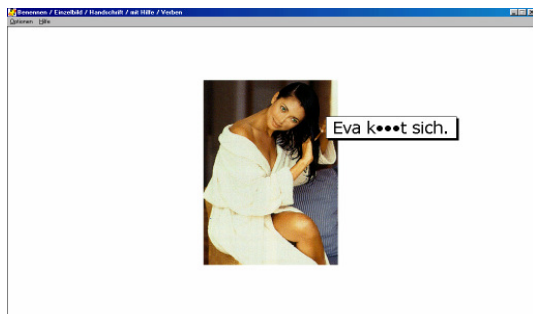 Benennen / Einzelbild / Handschrift / mit Hilfe / Verben
Optionen Hilfe
Eva k●●●t sich.